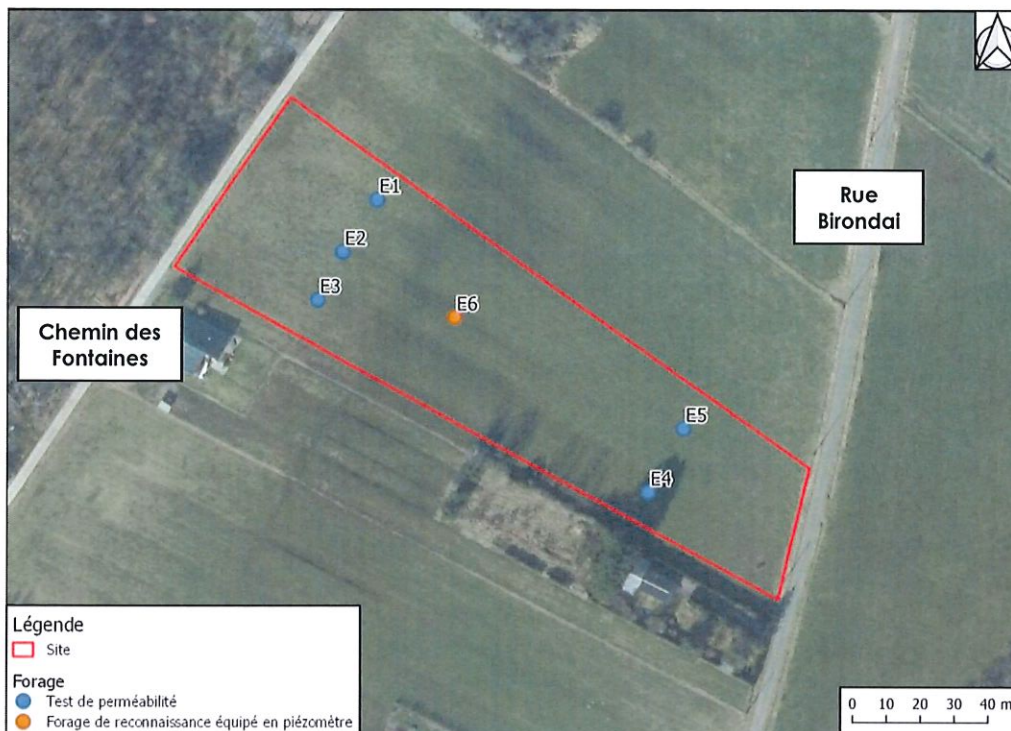 E1
E2
E3
E6
E5
E4
Rue
Birondai
Chemin des
Fontaines
Légende
Site
Forage
Test de perméabilité
Forage de reconnaissance équipé en piézomètre
0 10 20 30 40 m